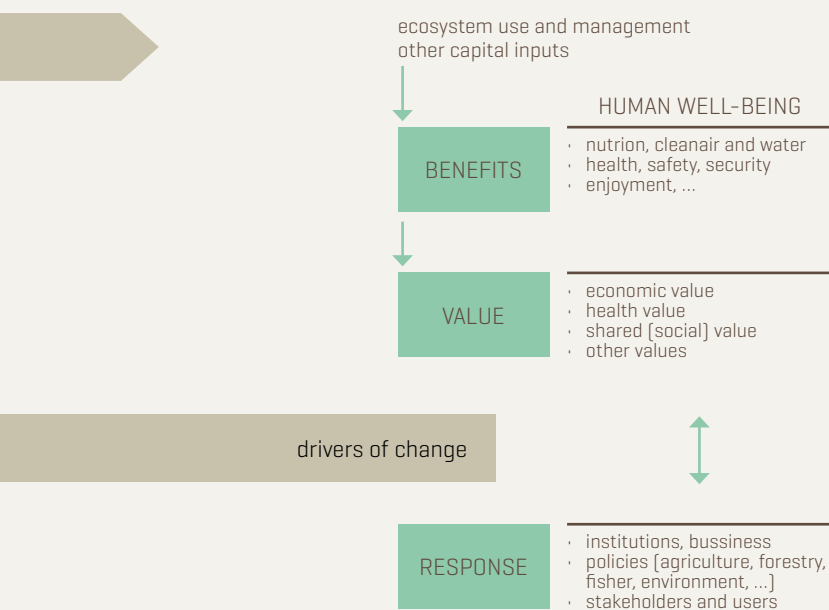 ecosystem use and management
other capital inputs
HUMAN WELL-BEING
BENEFITS
· nutrion, cleanair and water
· health, safety, security
· enjoyment, ...
VALUE
· economic value
· health value
· shared (social) value
· other values
drivers of change
RESPONSE
· institutions, bussiness
· policies (agriculture, forestry,
fisher, environment, ...)
· stakeholders and users